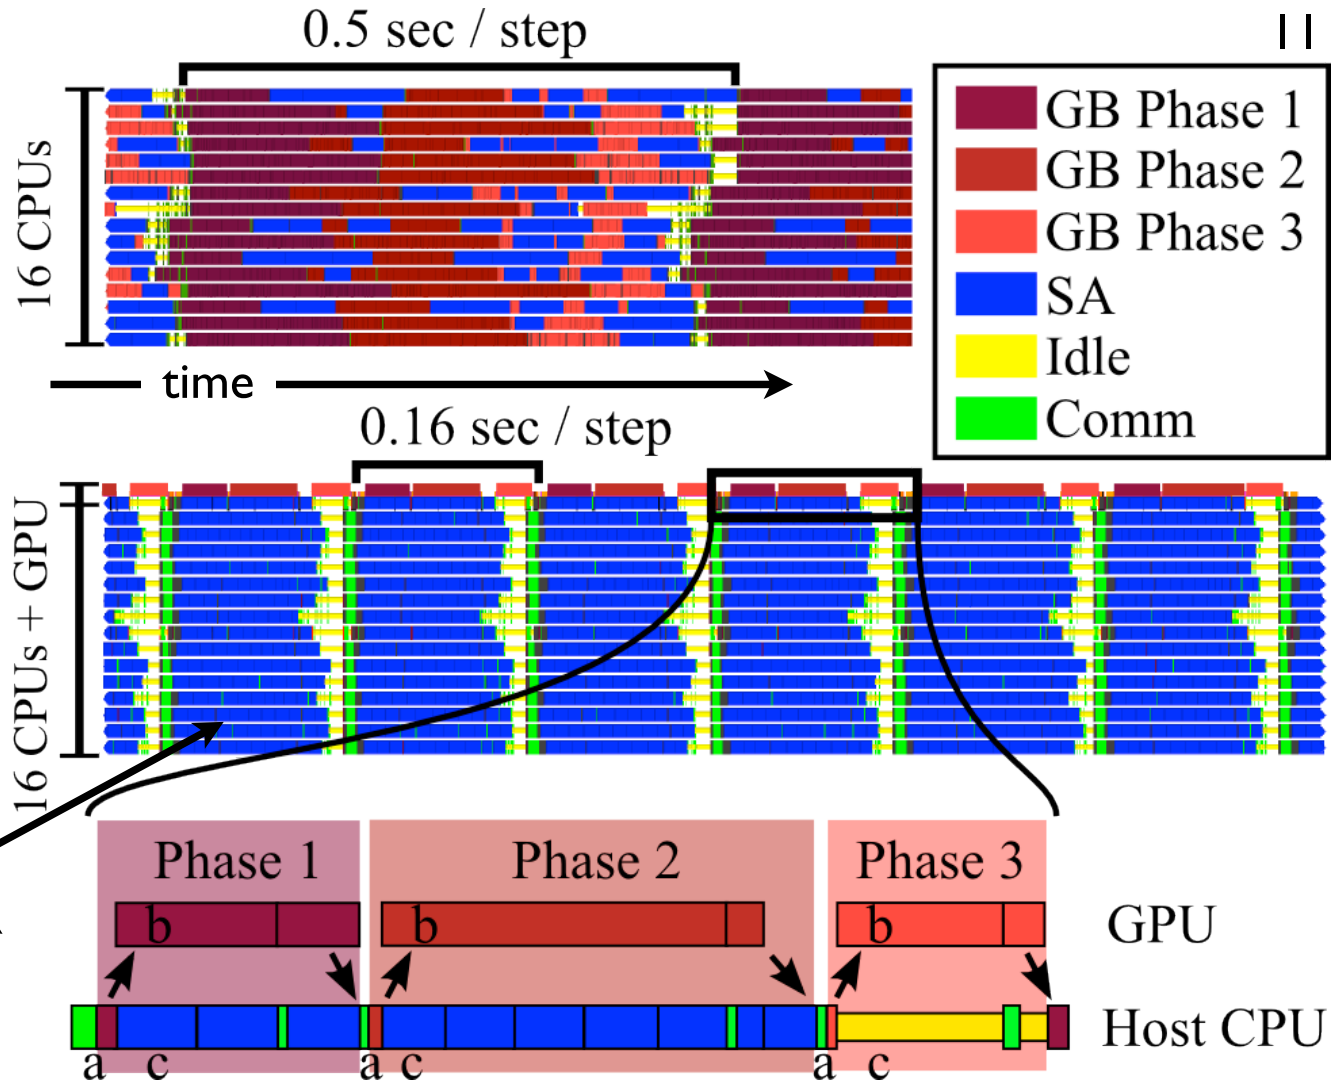 0.5 sec / step
11
16 CPUs
GB Phase 1
GB Phase 2
GB Phase 3
SA
Idle
Comm
time
0.16 sec / step
16 CPUs + GPU
Phase 1
Phase 2
Phase 3
b
b
b
GPU
Host CPU
a c
a c
a c